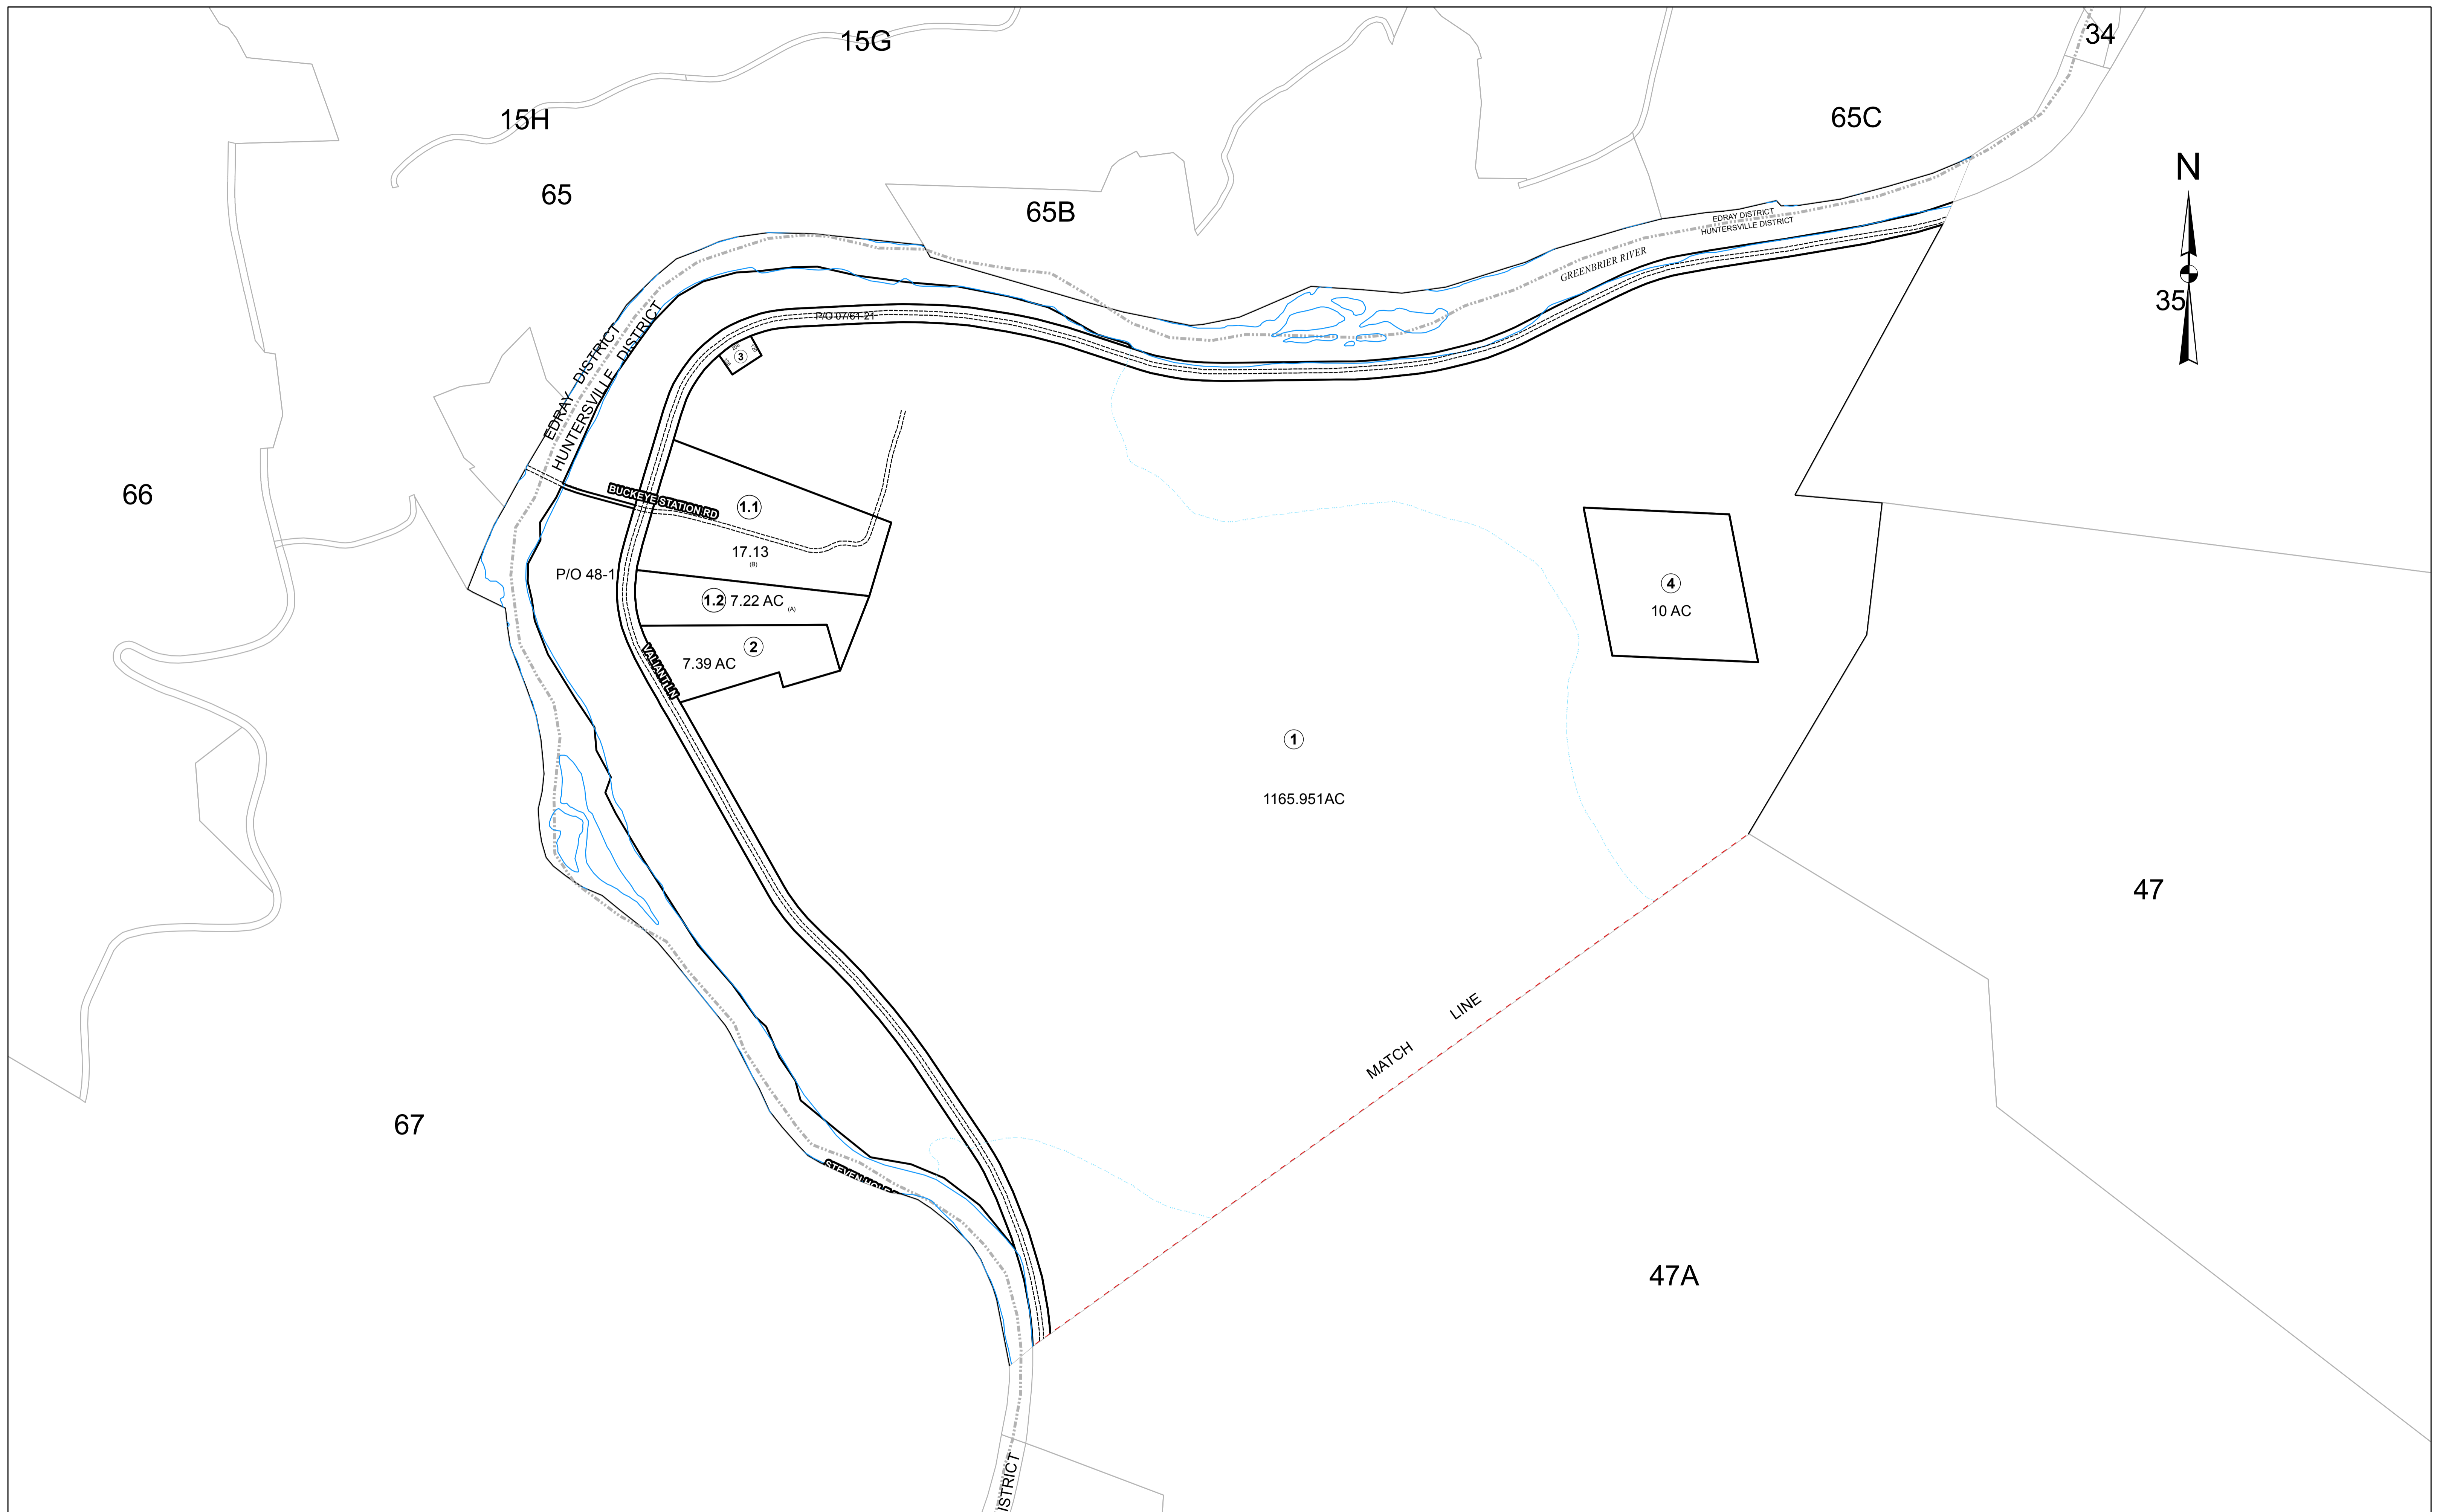 15G
34
15H
65C
N
65
65B
EDRAY DISTRICT
HUNTERSVILLE DISTRICT
GREENBRIER RIVER
35
P/O 07/61-21
3
EDRAY DISTRICT
HUNTERSVILLE DISTRICT
66
BUCKEYE STATION RD
1.1
17.13
(B)
P/O 48-1
4
10 AC
1.2 7.22 AC
(A)
2
7.39 AC
VALIANT LN
1
1165.951AC
47
MATCH LINE
67
STEVEN HOLE
47A
ISTRICT